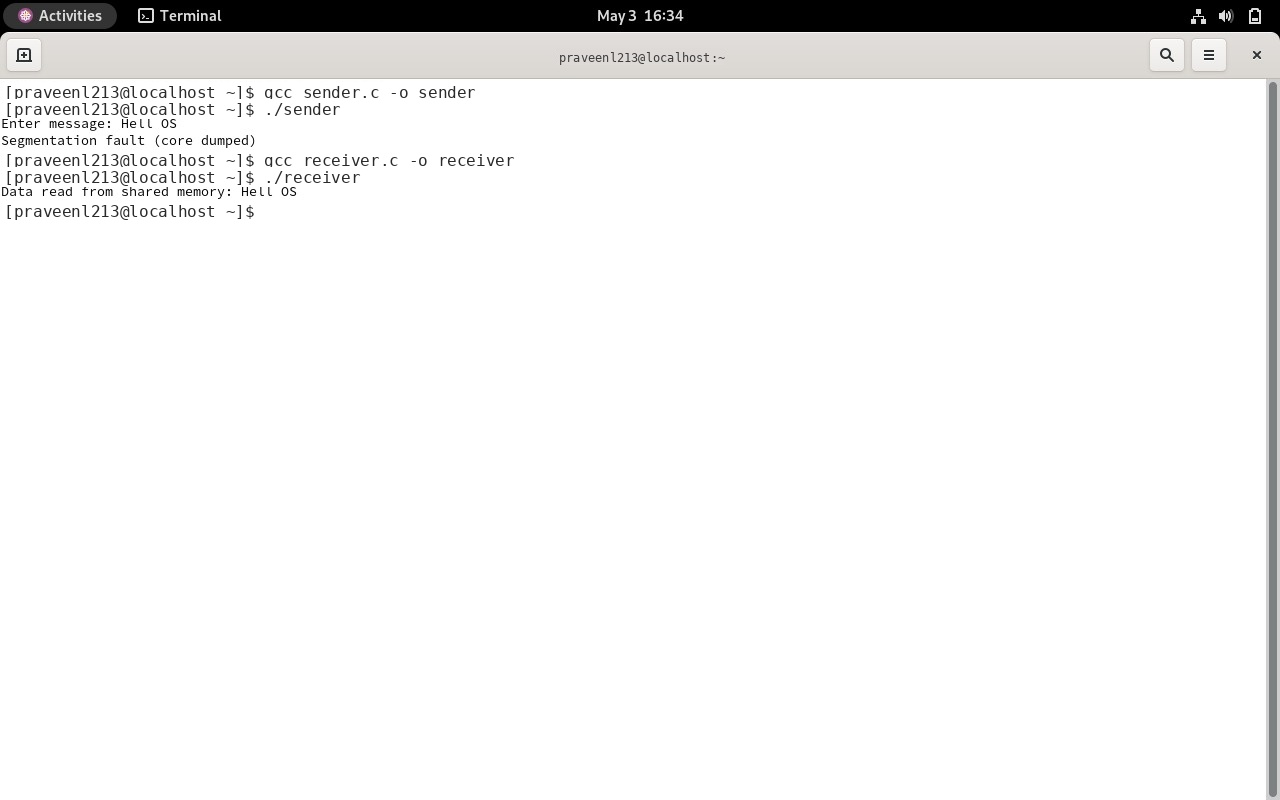 Activities Terminal May 3 16:34
praveenl213@localhost:~
[praveenl213@localhost ~]$ gcc sender.c -o sender
[praveenl213@localhost ~]$ ./sender
Enter message: Hell OS
Segmentation fault (core dumped)
[praveenl213@localhost ~]$ gcc receiver.c -o receiver
[praveenl213@localhost ~]$ ./receiver
Data read from shared memory: Hell OS
[praveenl213@localhost ~]$